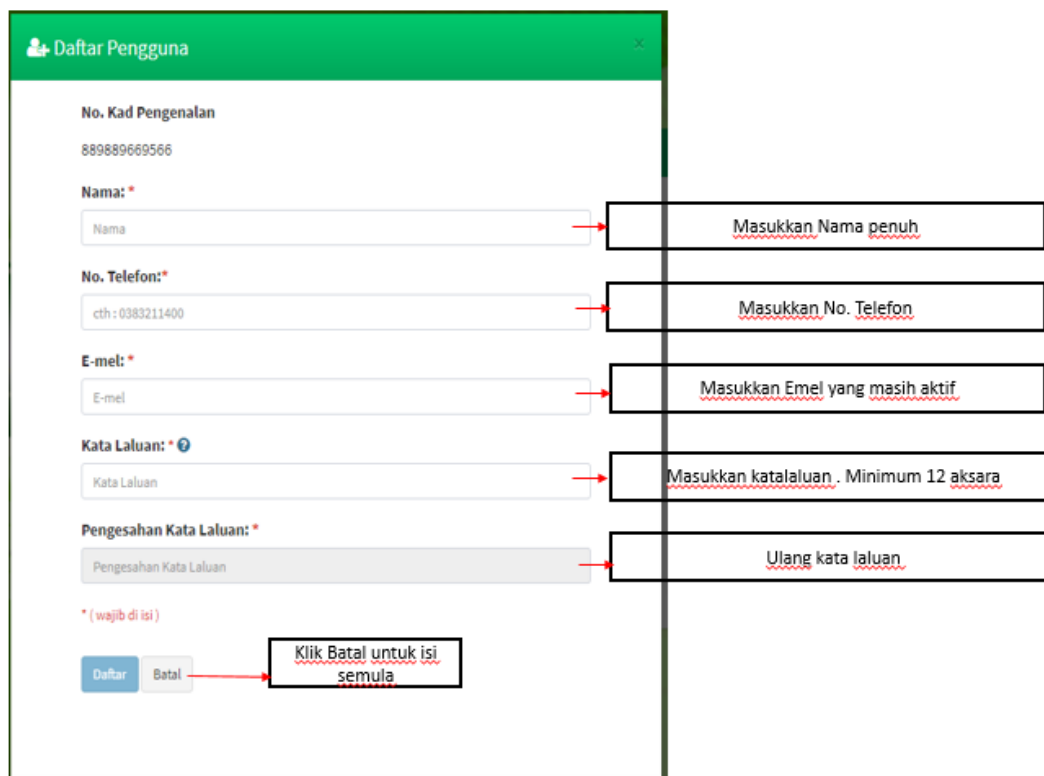 Daftar Pengguna
×
No. Kad Pengenalan
889889669566
Nama: *
Nama
Masukkan Nama penuh
No. Telefon:*
cth : 0383211400
Masukkan No. Telefon
E-mel: *
E-mel
Masukkan Emel yang masih aktif
Kata Laluan: * ?
Kata Laluan
Masukkan katalaluan . Minimum 12 aksara
Pengesahan Kata Laluan: *
Pengesahan Kata Laluan
Ulang kata laluan
* ( wajib di isi )
Daftar
Batal
Klik Batal untuk isi
semula